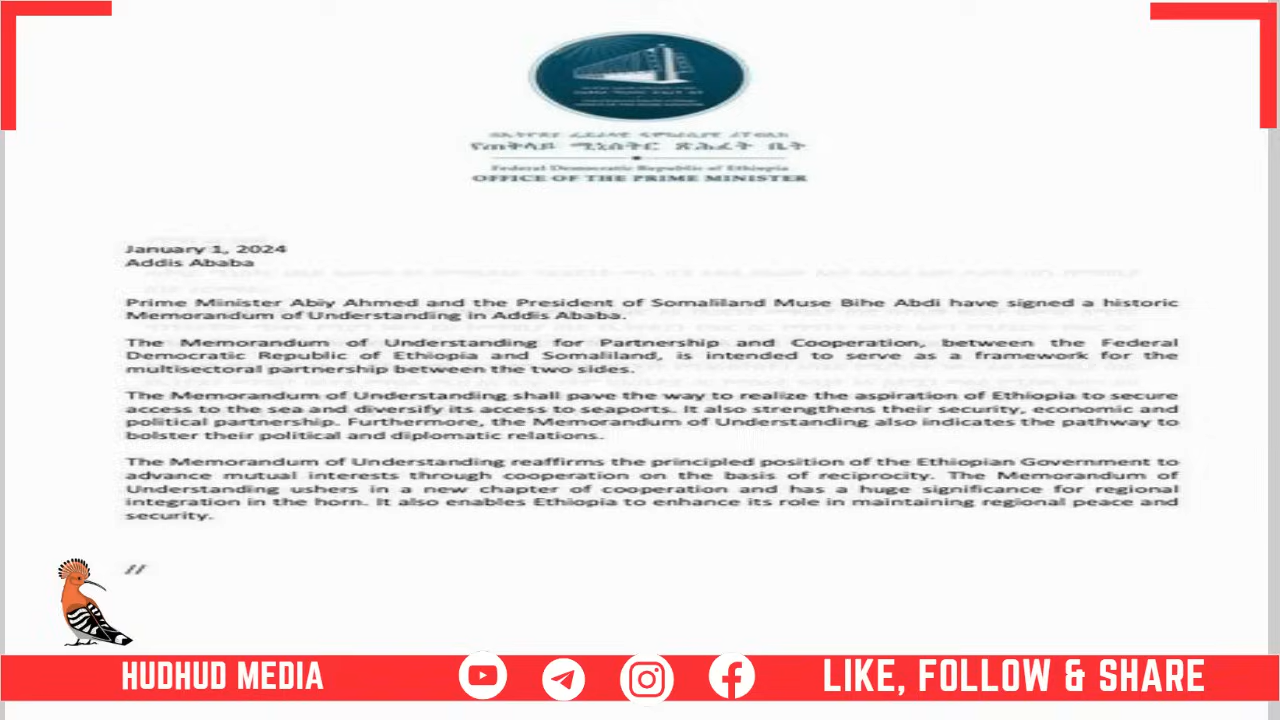 የጠቅላይ ሚኒስትር ጽሕፈት ቤት
Federal Democratic Republic of Ethiopia
OFFICE OF THE PRIME MINISTER
January 1, 2024
Addis Ababa
Prime Minister Abiy Ahmed and the President of Somaliland Muse Bihe Abdi have signed a historic
Memorandum of Understanding in Addis Ababa.
The Memorandum of Understanding for Partnership and Cooperation, between the Federal
Democratic Republic of Ethiopia and Somaliland, is intended to serve as a framework for the
multisectoral partnership between the two sides.
The Memorandum of Understanding shall pave the way to realize the aspiration of Ethiopia to secure
access to the sea and diversify its access to seaports. It also strengthens their security, economic and
political partnership. Furthermore, the Memorandum of Understanding also indicates the pathway to
bolster their political and diplomatic relations.
The Memorandum of Understanding reaffirms the principled position of the Ethiopian Government to
advance mutual interests through cooperation on the basis of reciprocity. The Memorandum of
Understanding ushers in a new chapter of cooperation and has a huge significance for regional
integration in the horn. It also enables Ethiopia to enhance its role in maintaining regional peace and
security.
//
HUDHUD MEDIA
LIKE, FOLLOW & SHARE